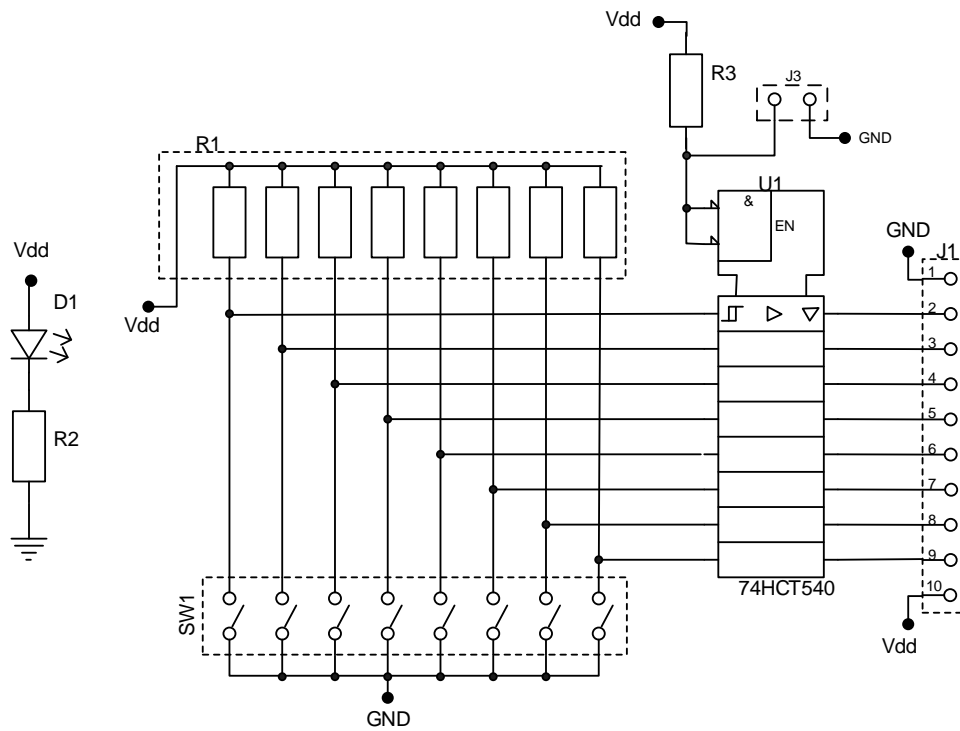 Vdd
R3
J3
GND
R1
U1
&
EN
GND
J1
1
Vdd
D1
Vdd
2
3
4
5
R2
6
7
8
9
74HCT540
10
SW1
Vdd
GND